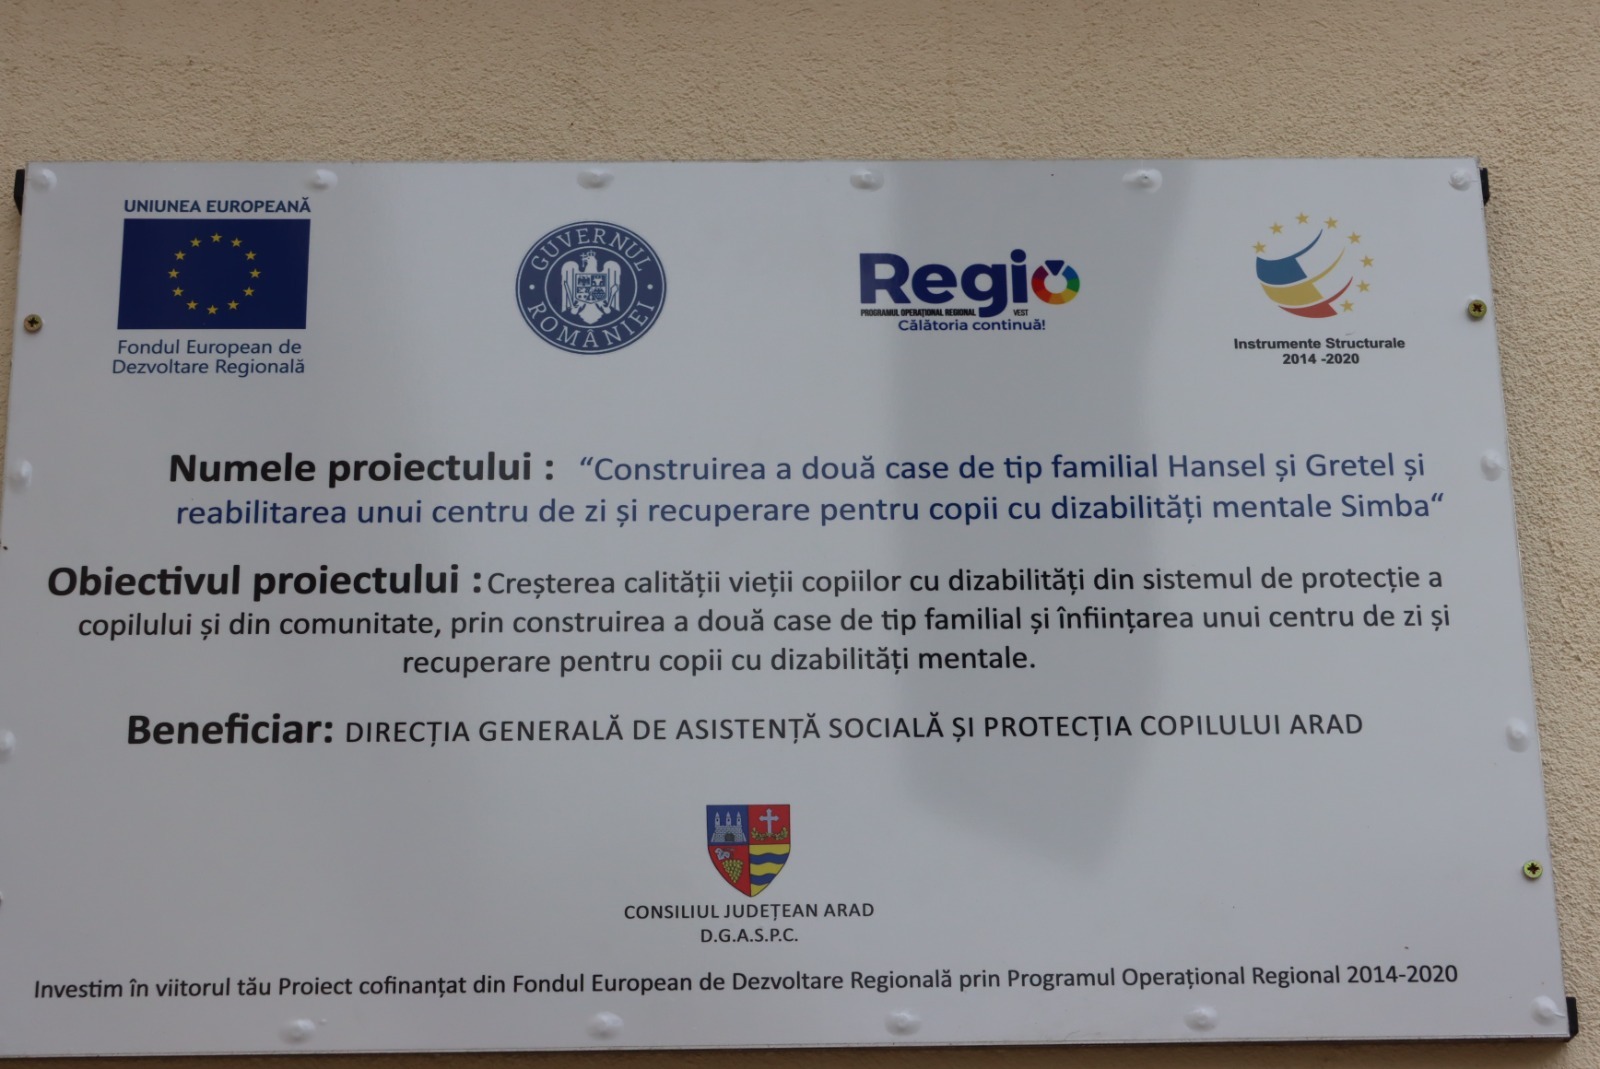 UNIUNEA EUROPEANĂ
Fondul European de
Dezvoltare Regională
GUVERNUL ROMÂNIEI
Regio
PROGRAMUL OPERAȚIONAL REGIONAL VEST
Călătoria continuă!
Instrumente Structurale
2014 -2020
Numele proiectului : “Construirea a două case de tip familial Hansel și Gretel și
reabilitarea unui centru de zi și recuperare pentru copii cu dizabilități mentale Simba“
Obiectivul proiectului : Creșterea calității vieții copiilor cu dizabilități din sistemul de protecție a
copilului și din comunitate, prin construirea a două case de tip familial și înființarea unui centru de zi și
recuperare pentru copii cu dizabilități mentale.
Beneficiar: DIRECȚIA GENERALĂ DE ASISTENȚĂ SOCIALĂ ȘI PROTECȚIA COPILULUI ARAD
CONSILIUL JUDEȚEAN ARAD
D.G.A.S.P.C.
Investim în viitorul tău Proiect cofinanțat din Fondul European de Dezvoltare Regională prin Programul Operațional Regional 2014-2020